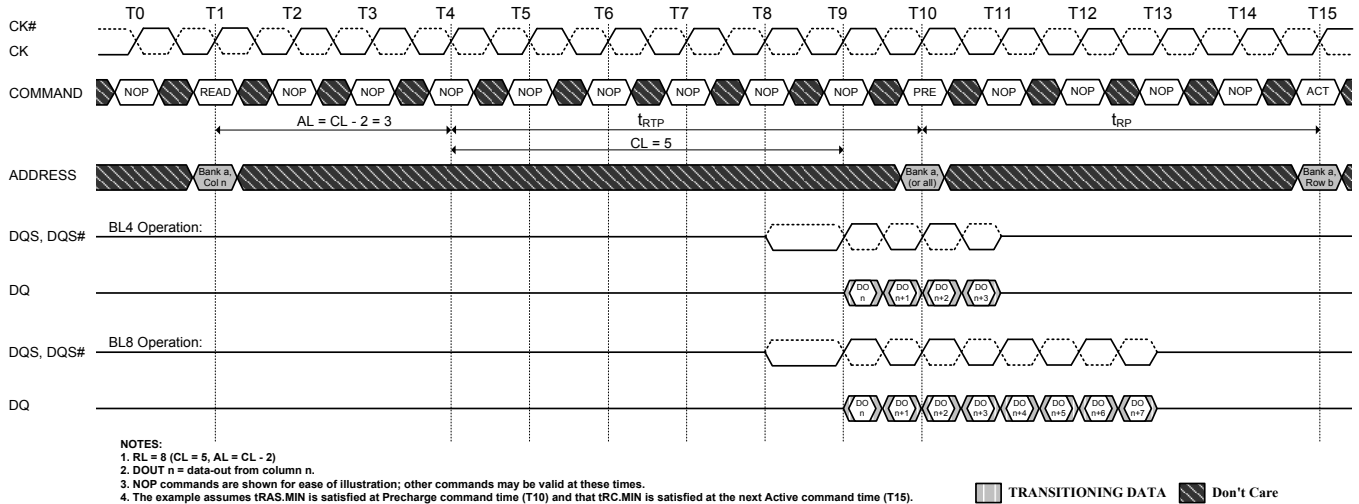 T0 T1 T2 T3 T4 T5 T6 T7 T8 T9 T10 T11 T12 T13 T14 T15
CK#
CK
COMMAND NOP READ NOP NOP NOP NOP NOP NOP NOP NOP PRE NOP NOP NOP NOP ACT
AL = CL - 2 = 3 tRTP tRP
CL = 5
ADDRESS Bank a, Col n Bank a, (or all) Bank a, Row b
BL4 Operation:
DQS, DQS#
DQ DO n DO n+1 DO n+2 DO n+3
BL8 Operation:
DQS, DQS#
DQ DO n DO n+1 DO n+2 DO n+3 DO n+4 DO n+5 DO n+6 DO n+7
NOTES:
1. RL = 8 (CL = 5, AL = CL - 2)
2. DOUT n = data-out from column n.
3. NOP commands are shown for ease of illustration; other commands may be valid at these times.
4. The example assumes tRAS.MIN is satisfied at Precharge command time (T10) and that tRC.MIN is satisfied at the next Active command time (T15).
TRANSITIONING DATA Don't Care